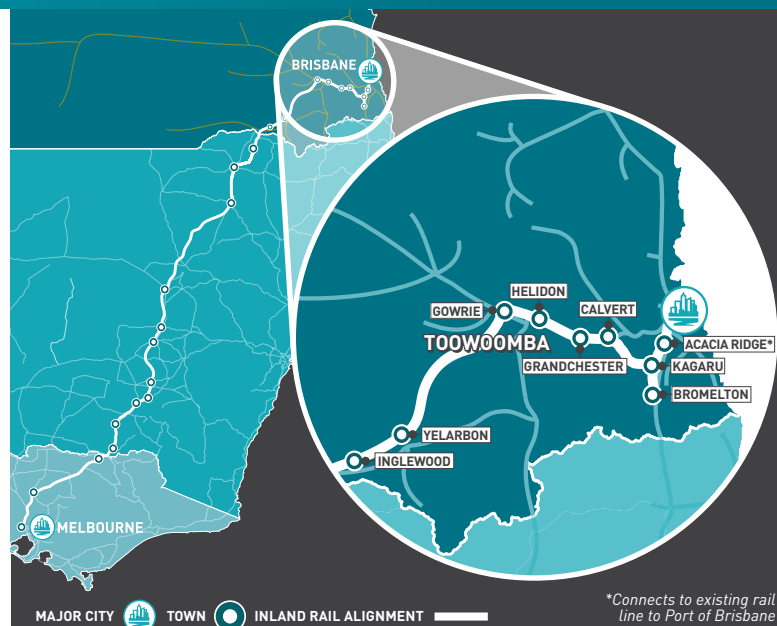 BRISBANE
HELIDON
GOWRIE
CALVERT
TOOWOOMBA
ACACIA RIDGE*
GRANDCHESTER
KAGARU
BROMELTON
YELARBON
INGLEWOOD
MELBOURNE
MAJOR CITY TOWN INLAND RAIL ALIGNMENT
*Connects to existing rail
line to Port of Brisbane